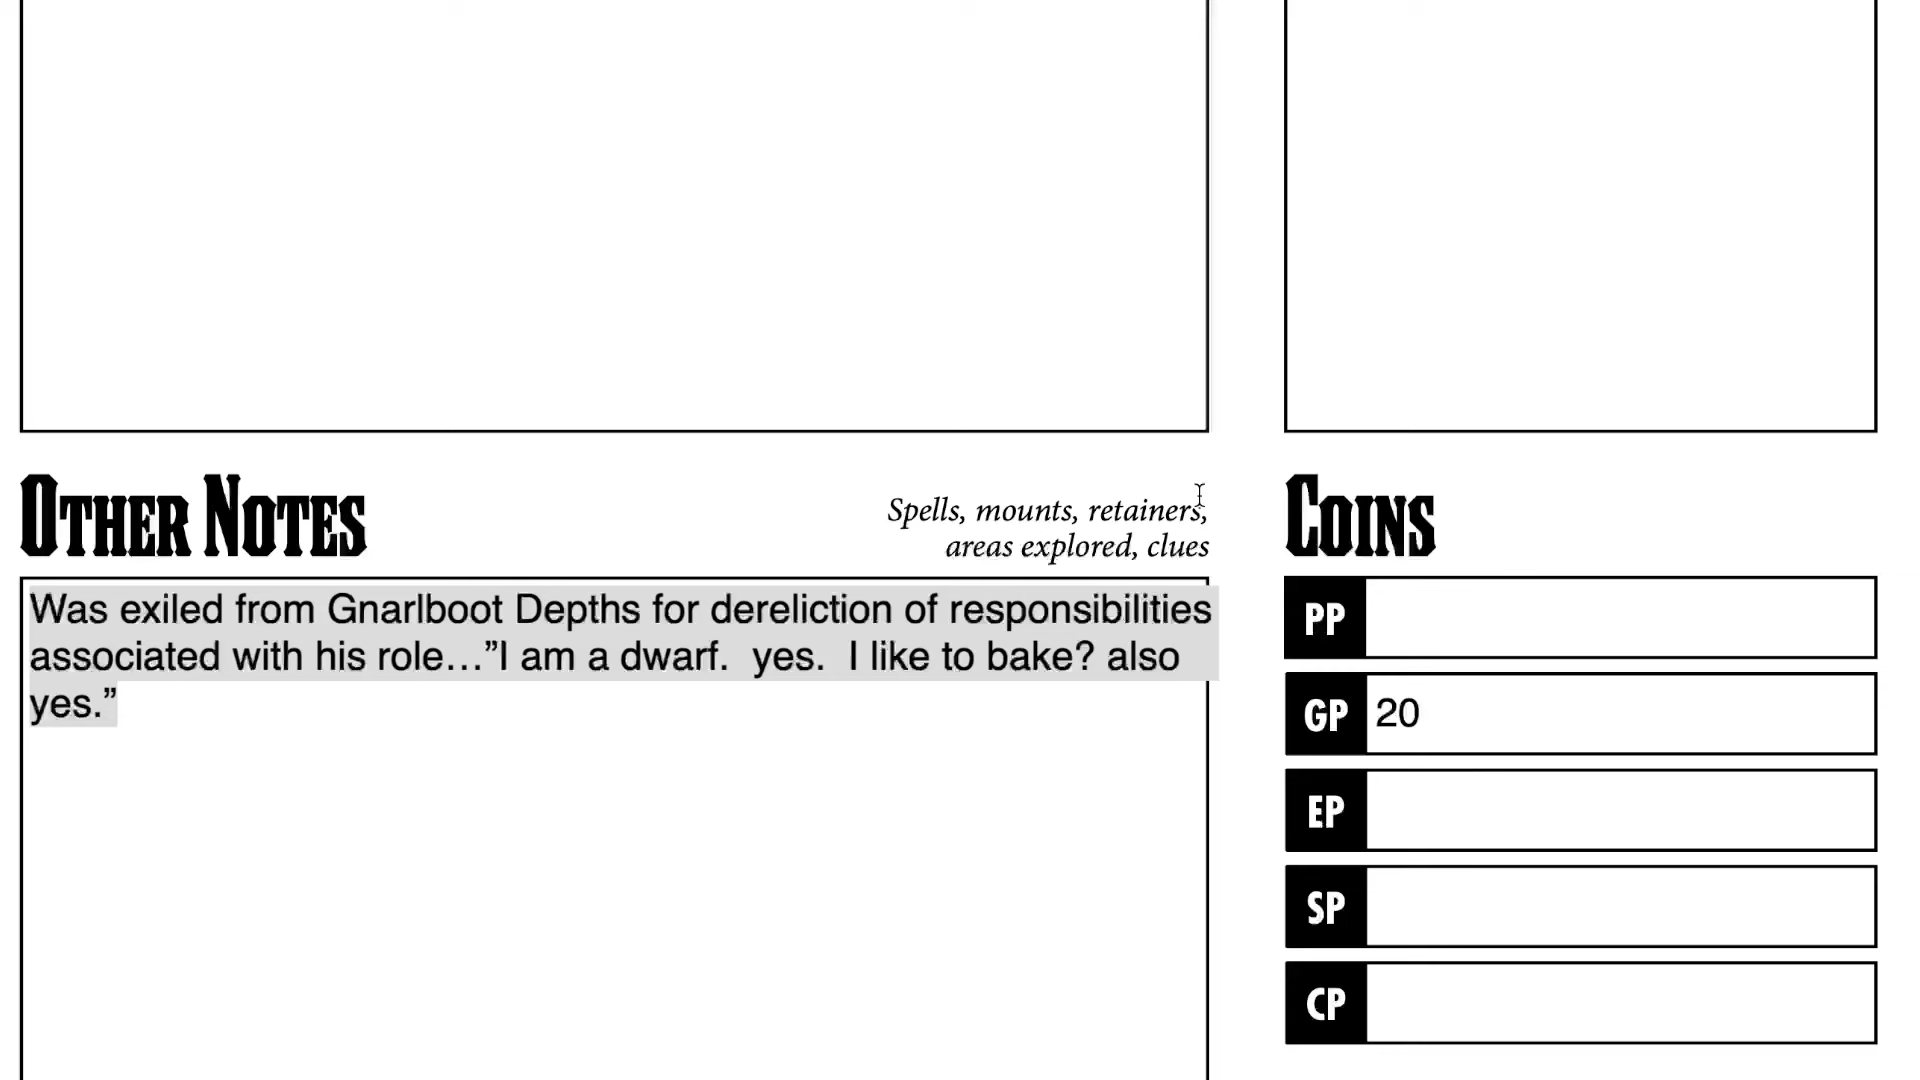 OTHER NOTES
Spells, mounts, retainers,
areas explored, clues
Was exiled from Gnarlboot Depths for dereliction of responsibilities
associated with his role…”I am a dwarf.  yes.  I like to bake? also
yes.”
COINS
PP
GP 20
EP
SP
CP